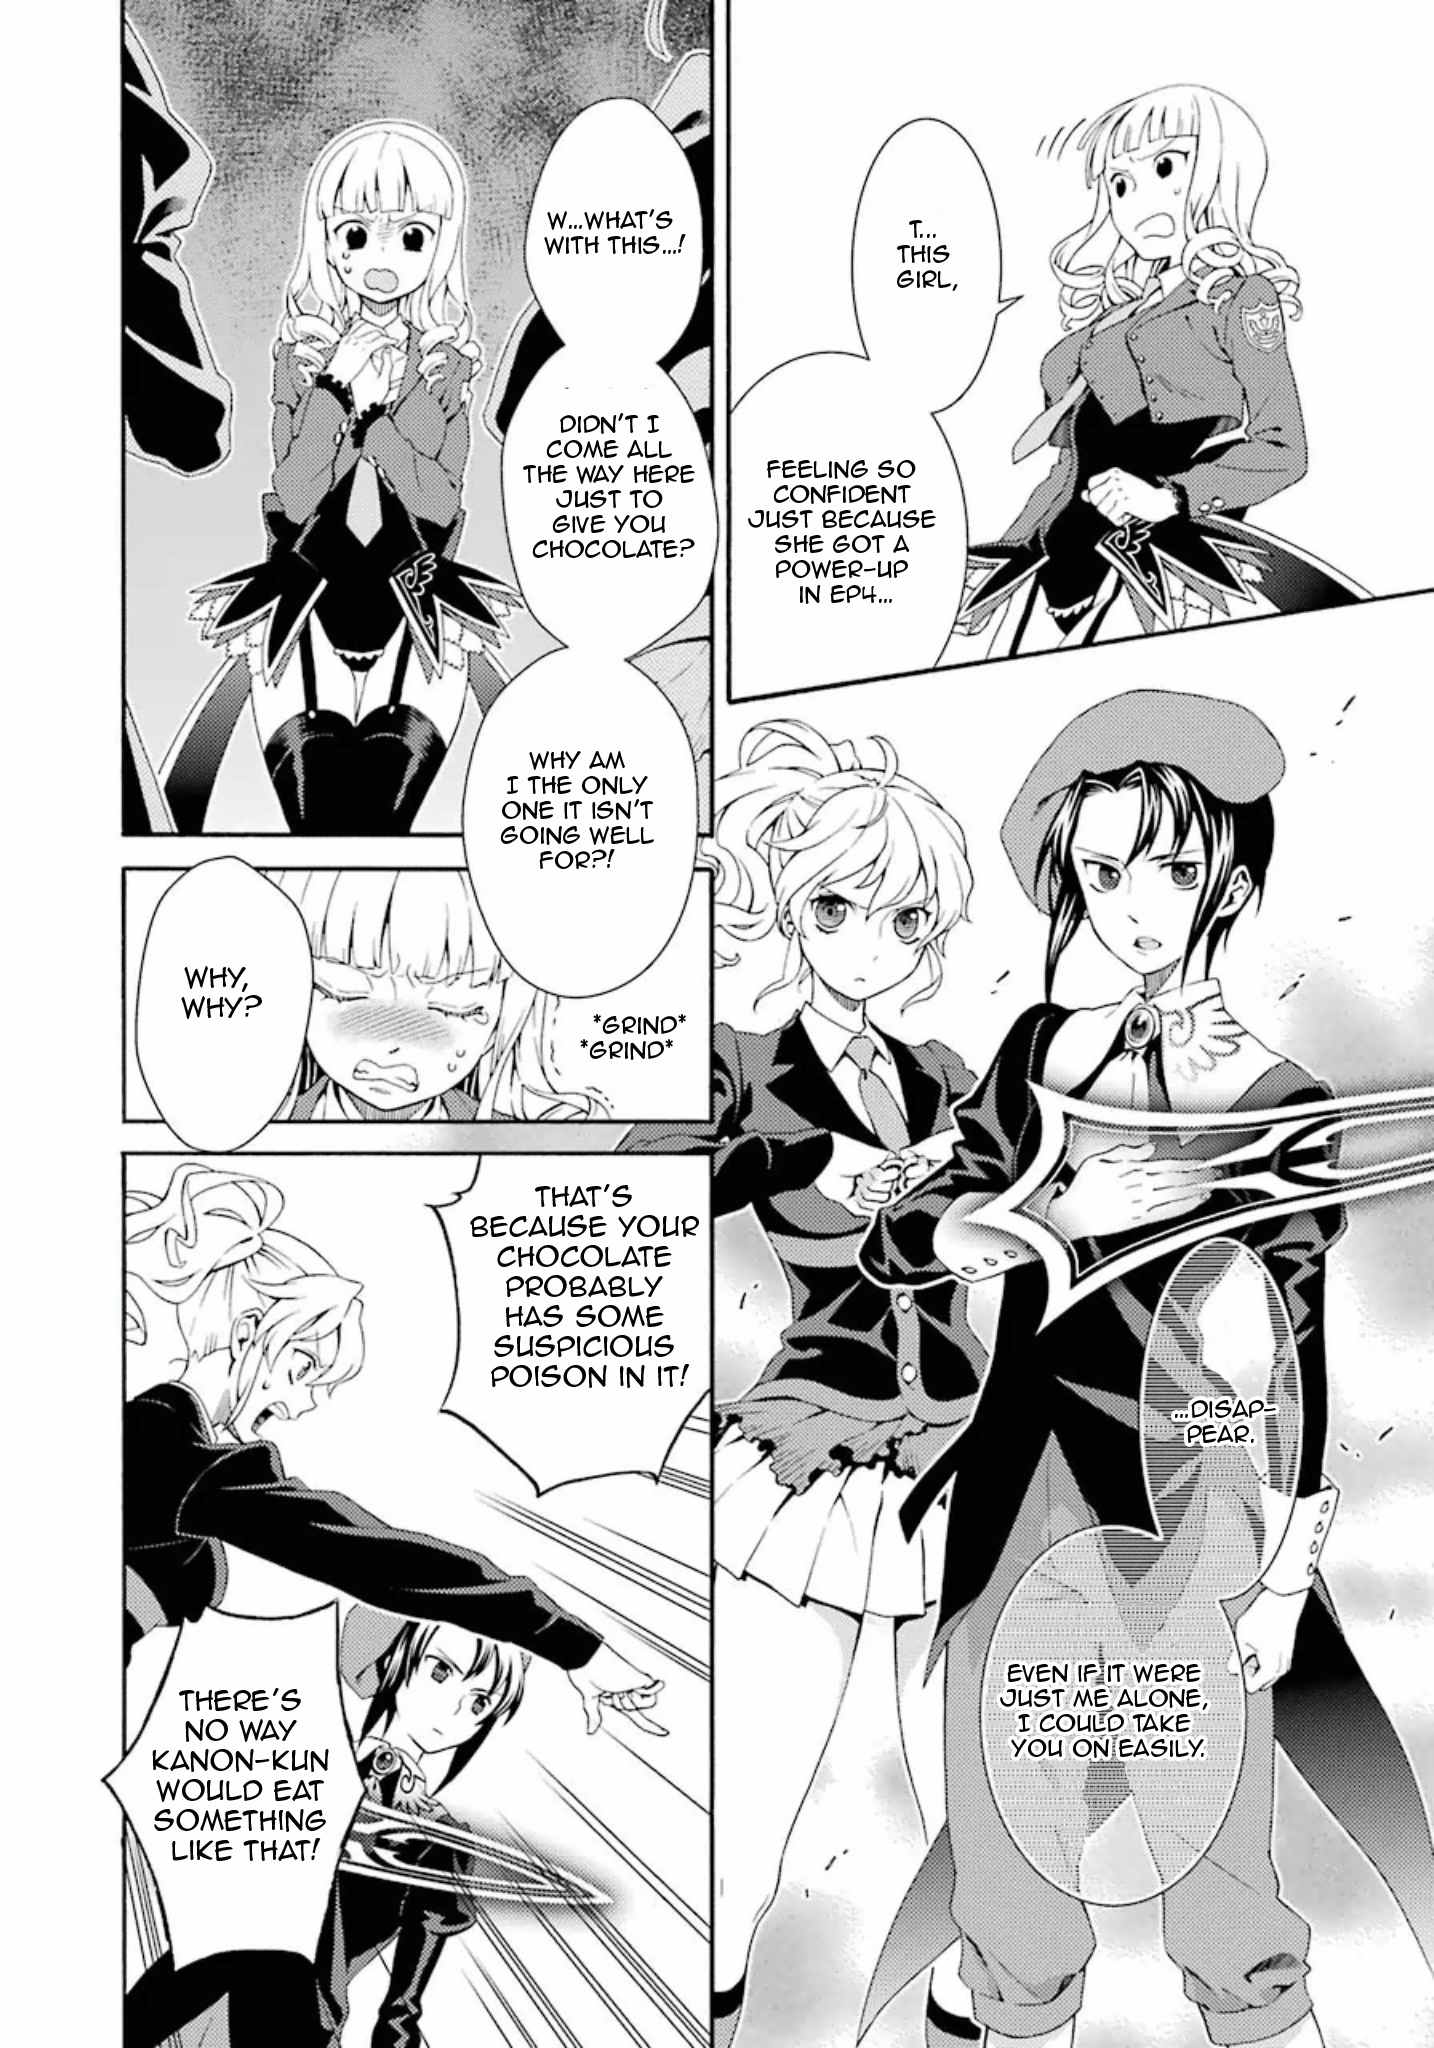 T...
THIS
GIRL,
FEELING SO
CONFIDENT
JUST BECAUSE
SHE GOT A
POWER-UP
IN EP4...
...DISAP-
PEAR.
EVEN IF IT WERE
JUST ME ALONE,
I COULD TAKE
YOU ON EASILY.
W...WHAT'S
WITH THIS...!
DIDN'T I
COME ALL
THE WAY HERE
JUST TO
GIVE YOU
CHOCOLATE?
WHY AM
I THE ONLY
ONE IT ISN'T
GOING WELL
FOR?!
*GRIND*
*GRIND*
WHY,
WHY?
THAT'S
BECAUSE YOUR
CHOCOLATE
PROBABLY
HAS SOME
SUSPICIOUS
POISON IN IT!
THERE'S
NO WAY
KANON-KUN
WOULD EAT
SOMETHING
LIKE THAT!